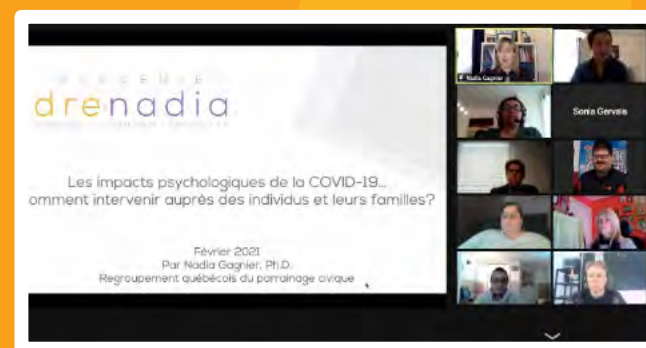 drenadia
Les impacts psychologiques de la COVID-19...
omment intervenir auprès des individus et leurs familles?
Février 2021
Par Nadia Gagnier, Ph.D.
Regroupement québécois du parrainage civique
Nadia Gagnier
Sonia Gervais